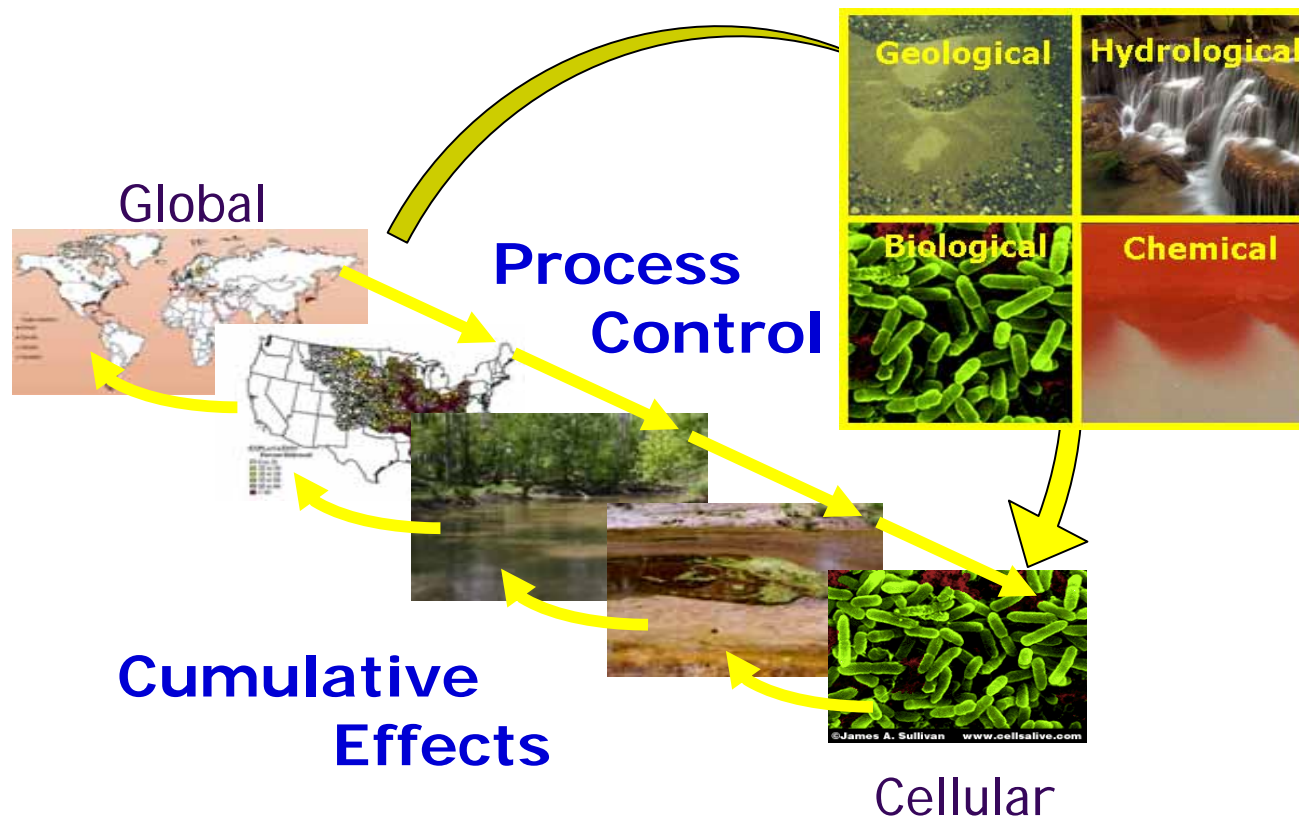 Geological
Hydrological
Global
Biological
Chemical
Process
Control
Cumulative
Effects
©James A. Sullivan www.cellsalive.com
Cellular